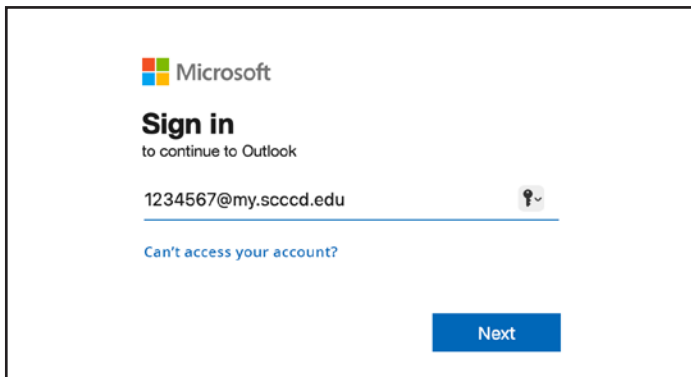 Microsoft
Sign in
to continue to Outlook
1234567@my.scccd.edu
Can't access your account?
Next